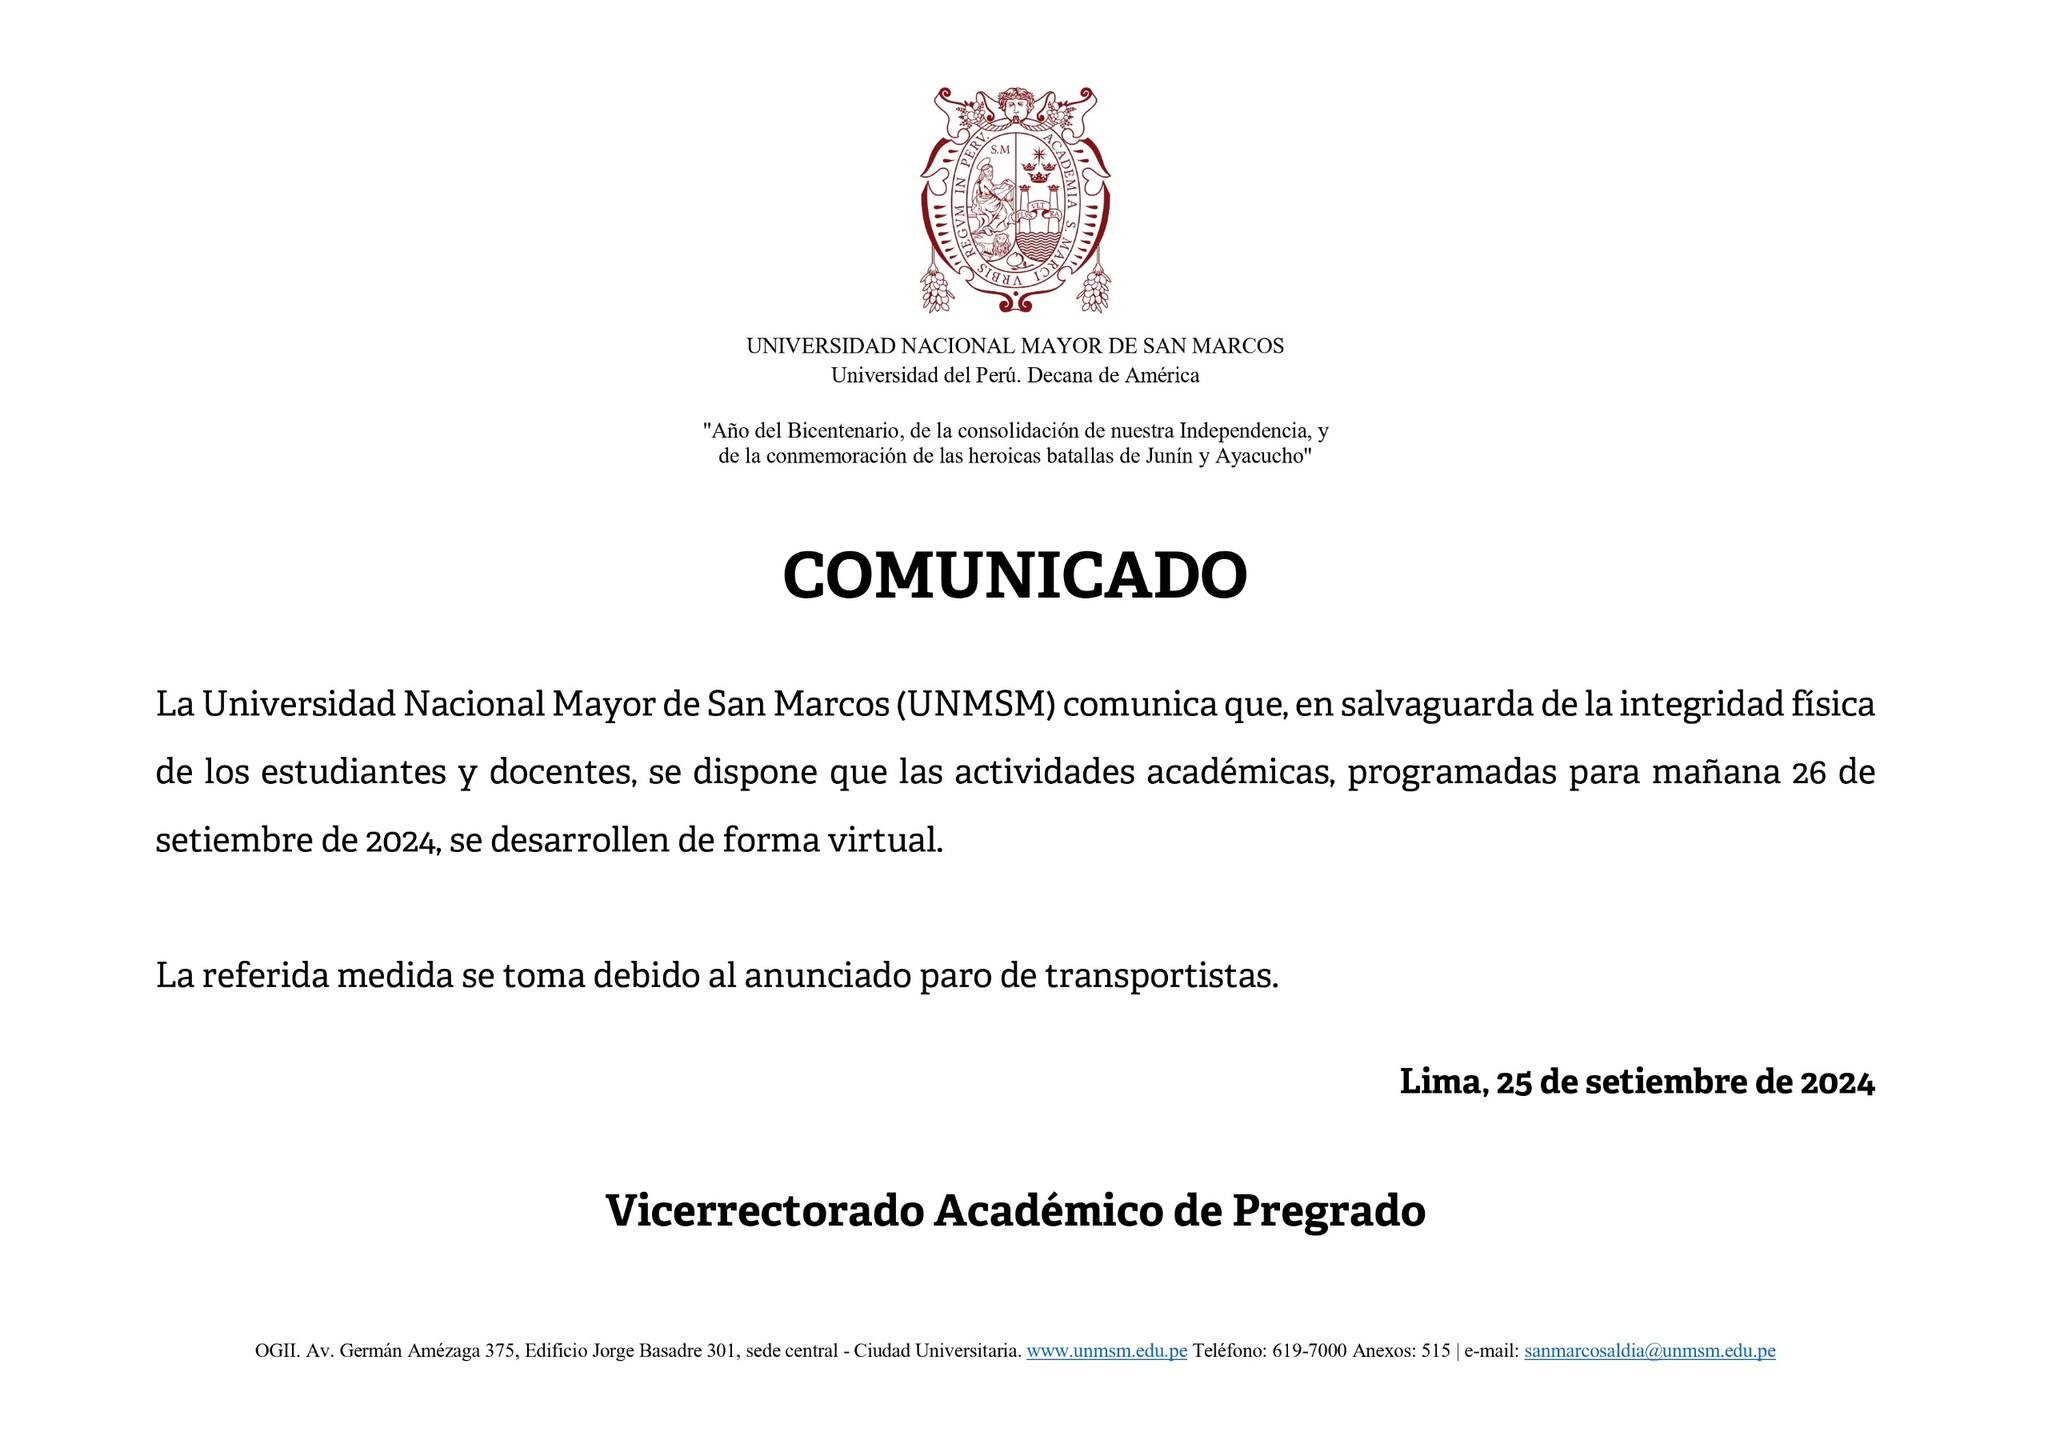 S.M
ACADEMIA S. MARCI VRBIS REGVM IN PERV.
PLVS VLT RA
UNIVERSIDAD NACIONAL MAYOR DE SAN MARCOS
Universidad del Perú. Decana de América
"Año del Bicentenario, de la consolidación de nuestra Independencia, y
de la conmemoración de las heroicas batallas de Junín y Ayacucho"
COMUNICADO
La Universidad Nacional Mayor de San Marcos (UNMSM) comunica que, en salvaguarda de la integridad física
de los estudiantes y docentes, se dispone que las actividades académicas, programadas para mañana 26 de
setiembre de 2024, se desarrollen de forma virtual.
La referida medida se toma debido al anunciado paro de transportistas.
Lima, 25 de setiembre de 2024
Vicerrectorado Académico de Pregrado
OGII. Av. Germán Amézaga 375, Edificio Jorge Basadre 301, sede central - Ciudad Universitaria. www.unmsm.edu.pe Teléfono: 619-7000 Anexos: 515 | e-mail: sanmarcosaldia@unmsm.edu.pe